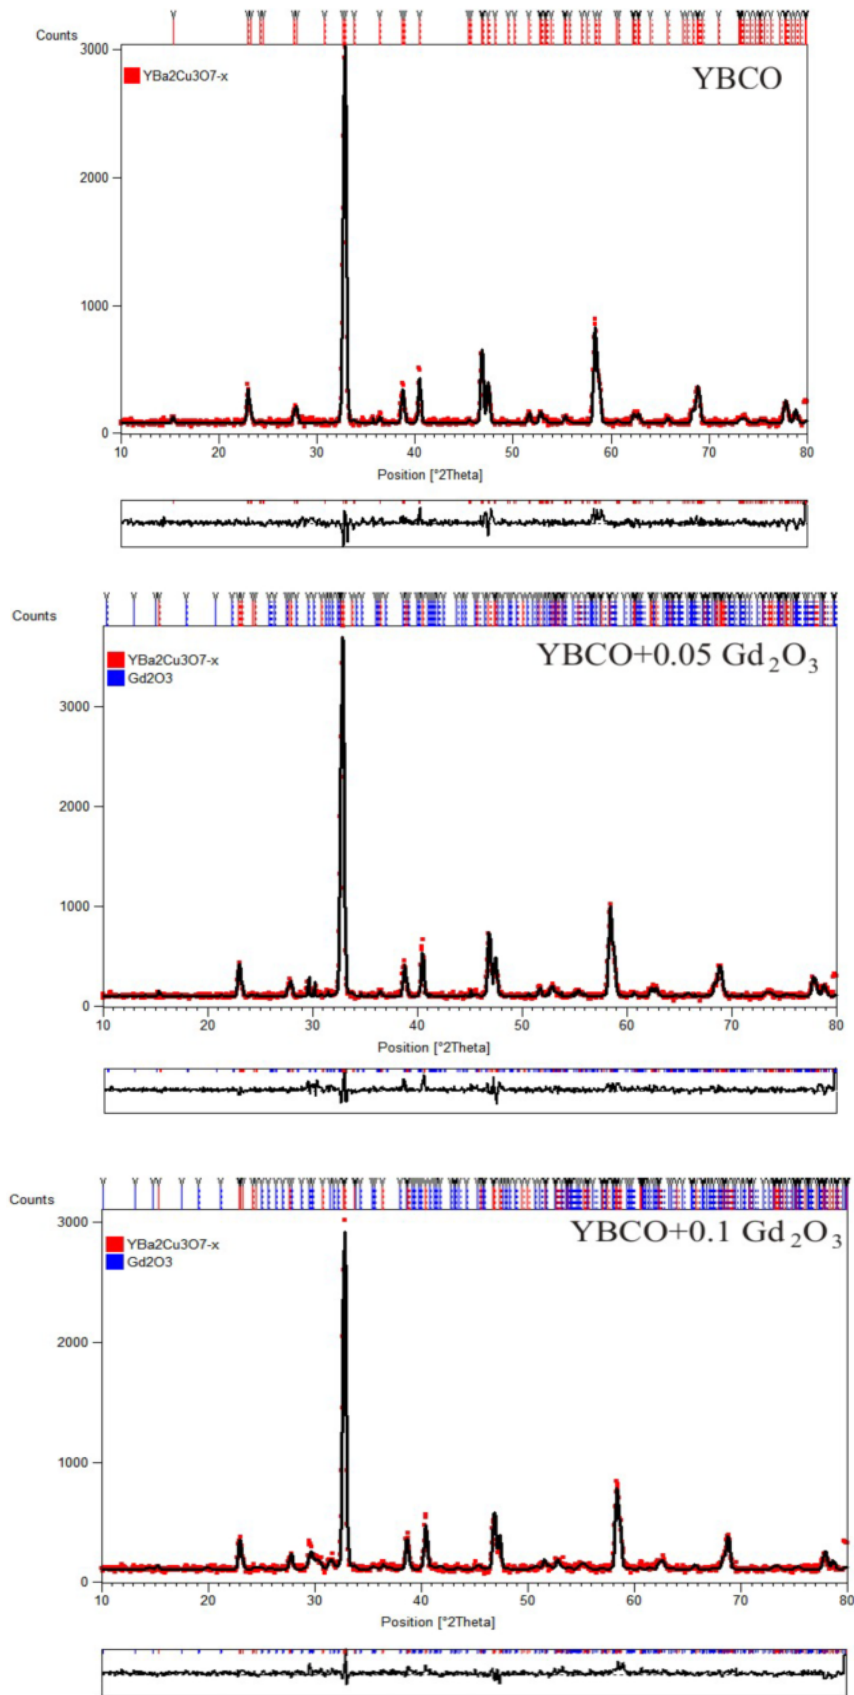 Counts
3000
YBa2Cu3O7-x
YBCO
2000
1000
0
10 20 30 40 50 60 70 80
Position [°2Theta]
Counts
YBa2Cu3O7-x
Gd2O3
YBCO+0.05 Gd₂O₃
3000
2000
1000
0
10 20 30 40 50 60 70 80
Position [°2Theta]
Counts
3000
YBa2Cu3O7-x
Gd2O3
YBCO+0.1 Gd₂O₃
2000
1000
0
10 20 30 40 50 60 70 80
Position [°2Theta]